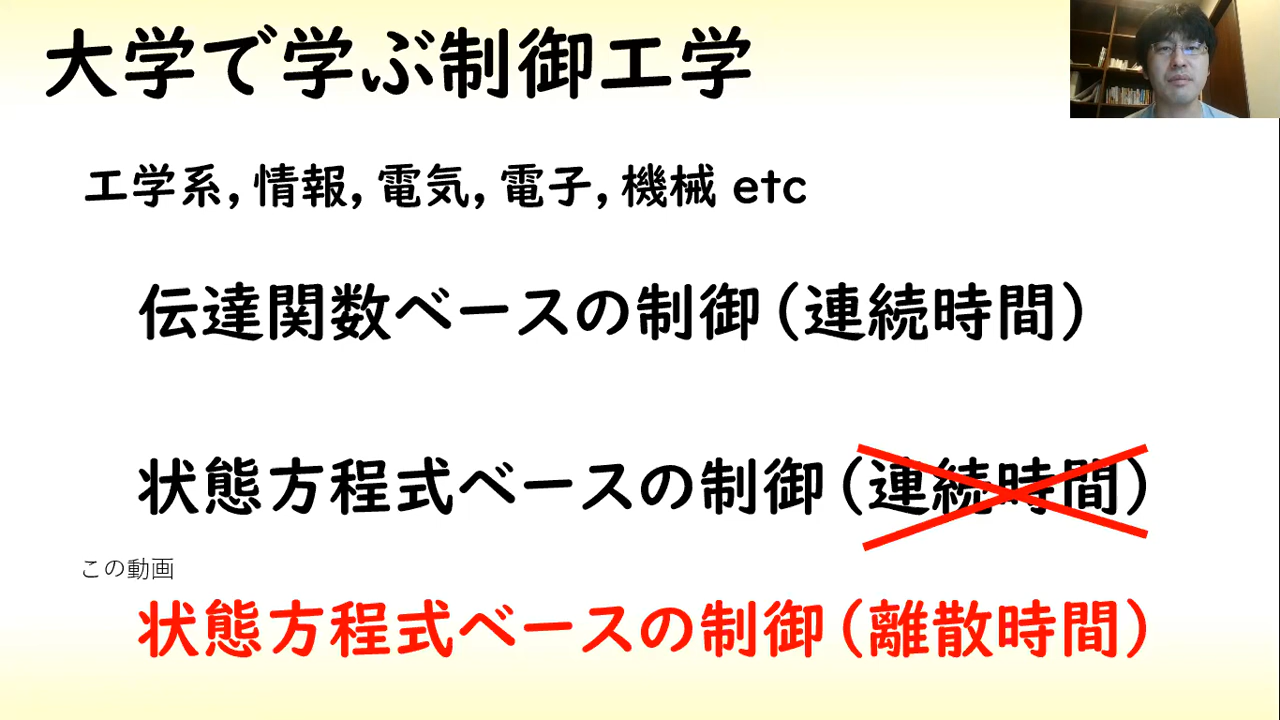 大学で学ぶ制御工学
工学系, 情報, 電気, 電子, 機械 etc
伝達関数ベースの制御(連続時間)
状態方程式ベースの制御(連続時間)
この動画
状態方程式ベースの制御(離散時間)